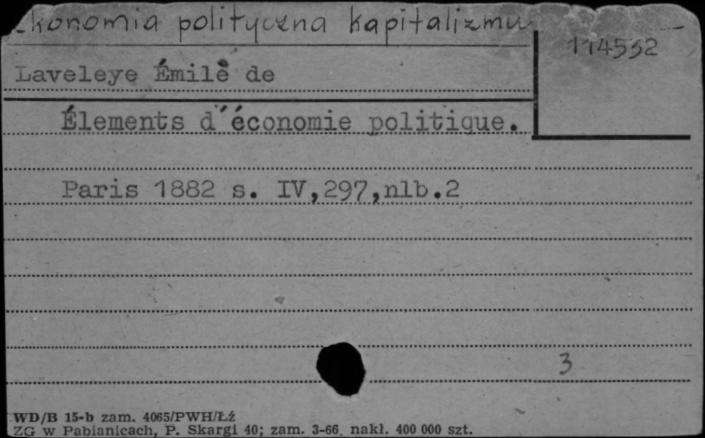 Ekonomia polityczna kapitalizmu
114552
Laveleye Émile de
Élements d'économie politique.
Paris 1882 s. IV,297,nlb.2
3
WD/B 15-b zam. 4065/PWH/Łź
ZG w Pabianicach, P. Skargi 40; zam. 3-66. nakł. 400 000 szt.